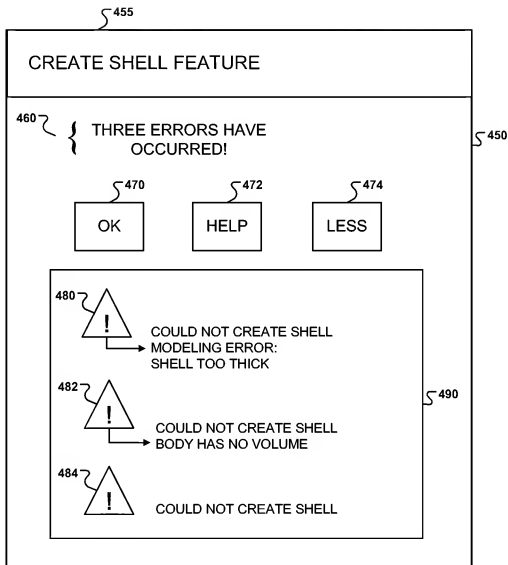 455
CREATE SHELL FEATURE
460
THREE ERRORS HAVE
OCCURRED!
450
470
472
474
OK
HELP
LESS
480
!
COULD NOT CREATE SHELL
MODELING ERROR:
SHELL TOO THICK
482
490
!
COULD NOT CREATE SHELL
BODY HAS NO VOLUME
484
!
COULD NOT CREATE SHELL